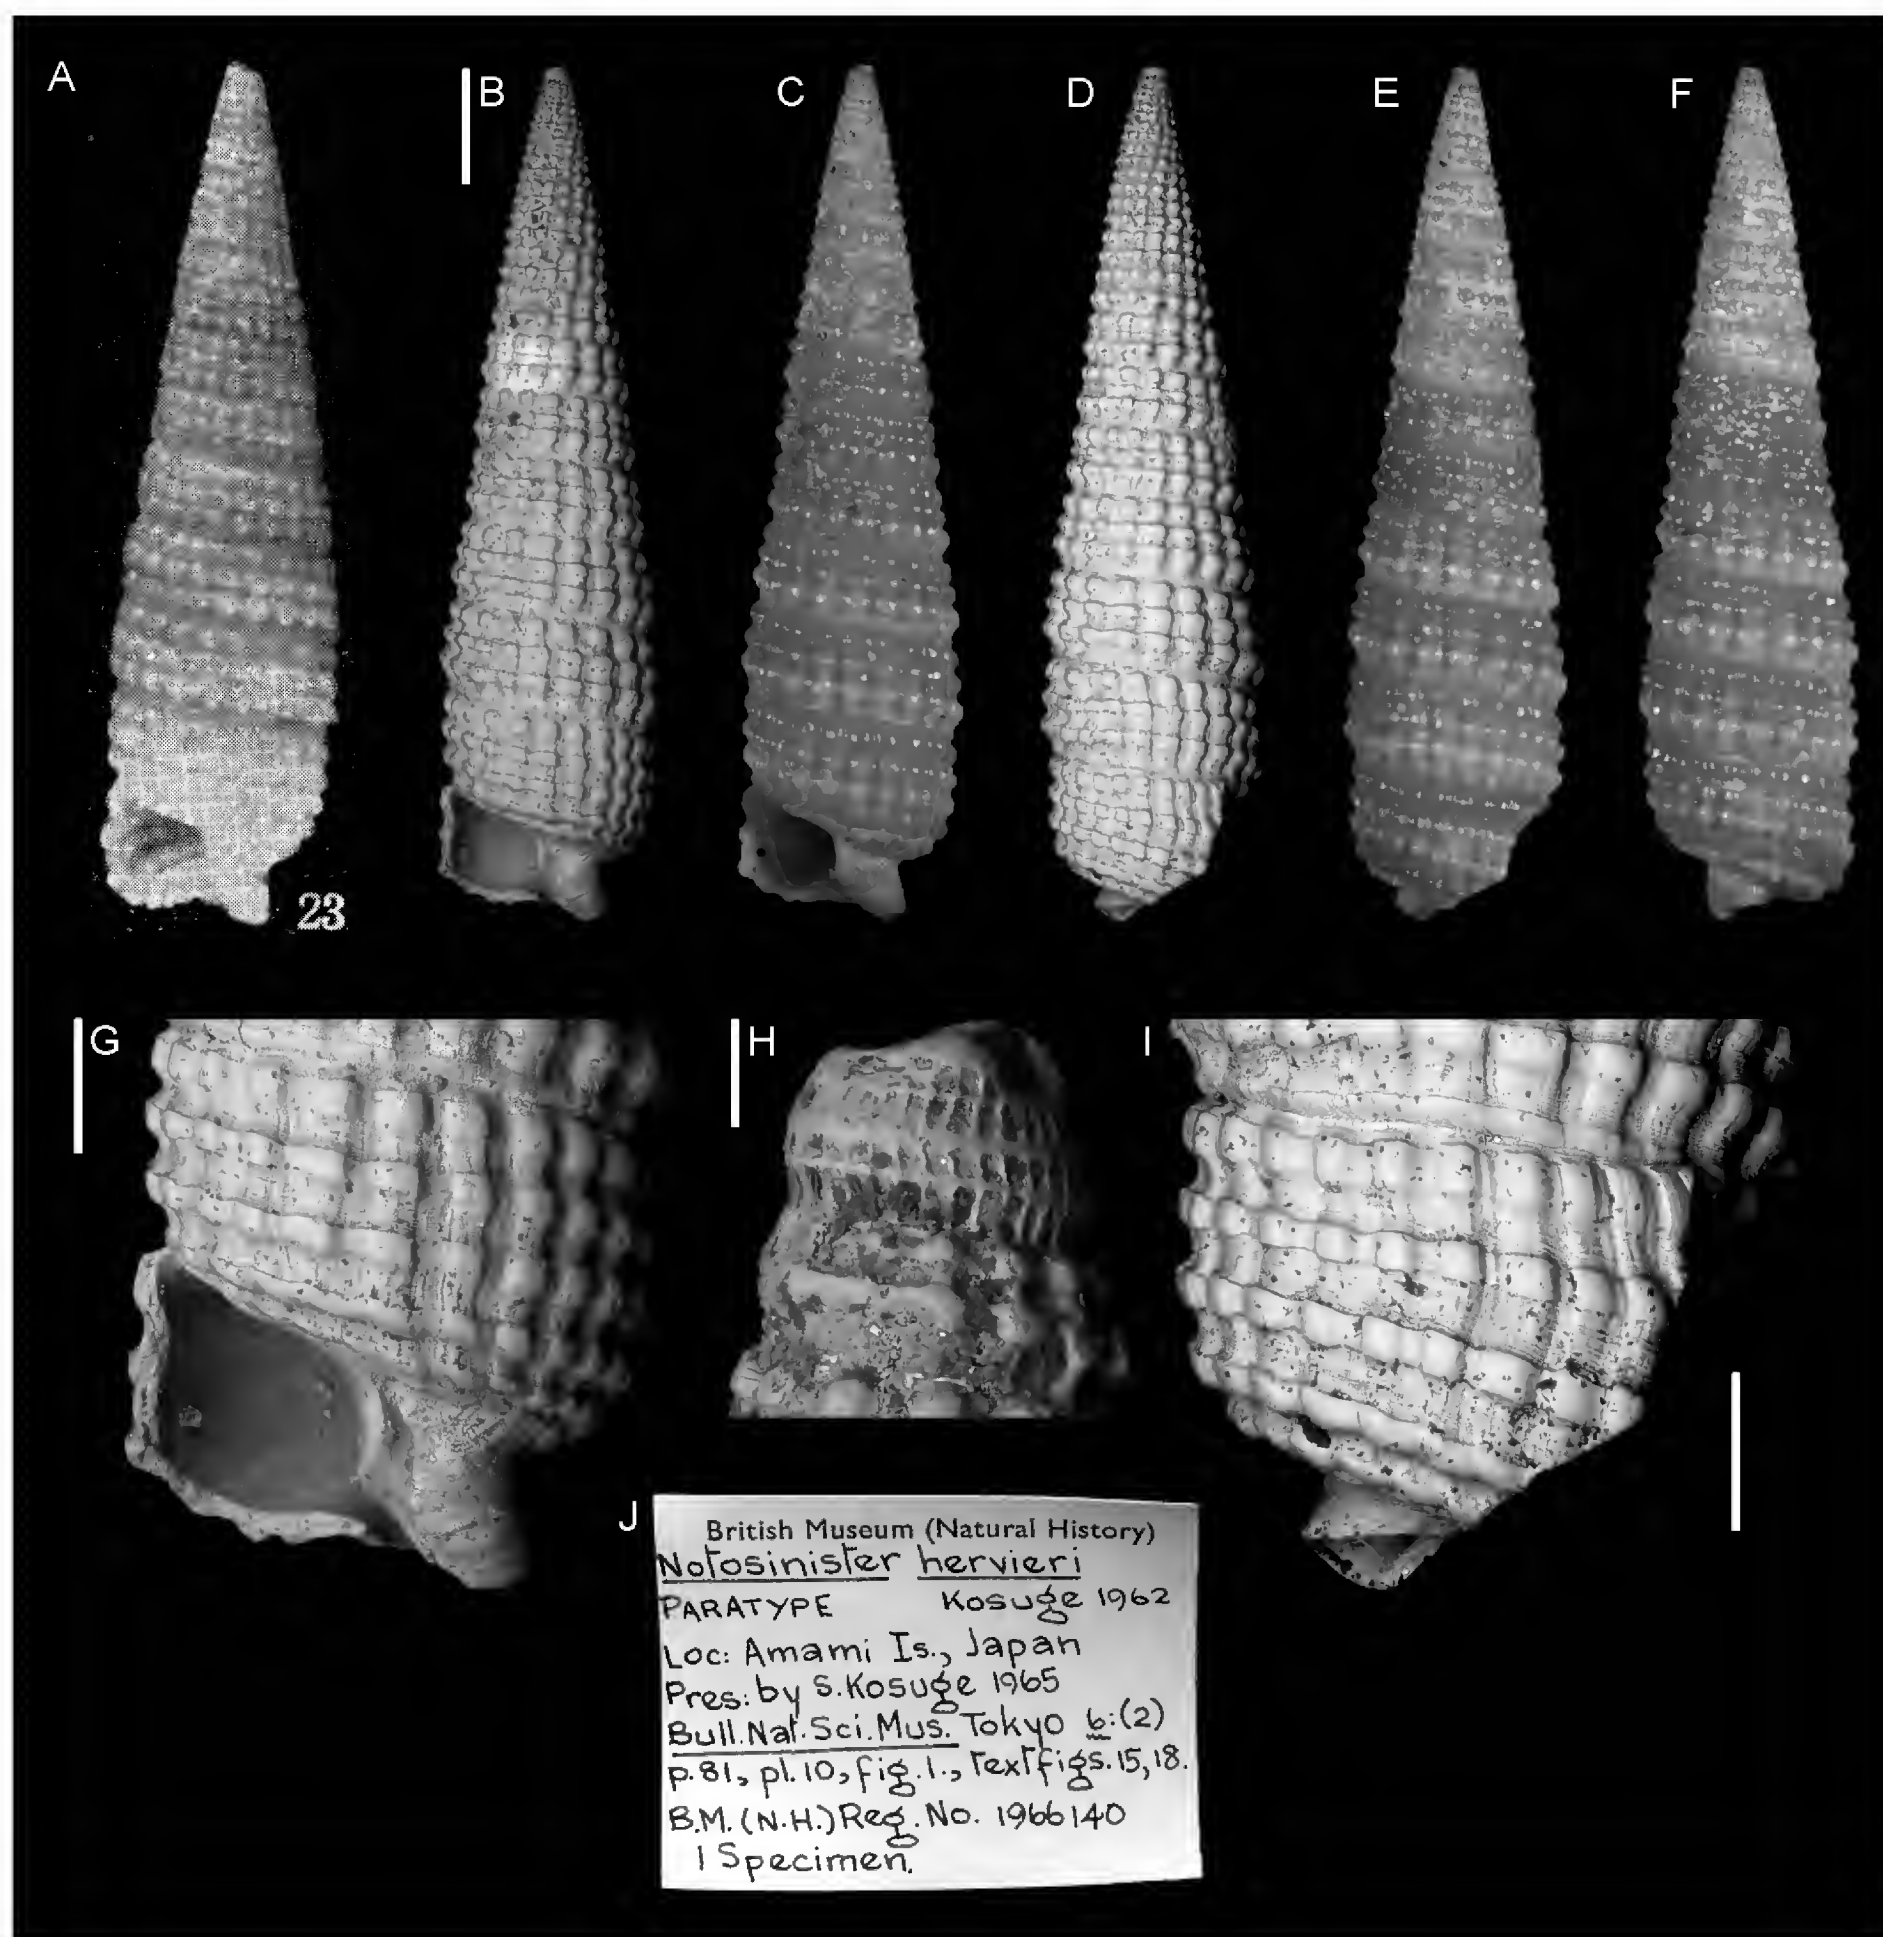 A
B
C
D
E
F
23
G
H
I
J
British Museum (Natural History)
Notosinister hervieri
PARATYPE Kosuge 1962
Loc: Amami Is., Japan
Pres: by S. Kosuge 1965
Bull. Nat. Sci. Mus. Tokyo 6:(2)
p.81, pl.10, fig.1., Textfigs.15,18.
B.M. (N.H.) Reg. No. 1966140
1 Specimen.